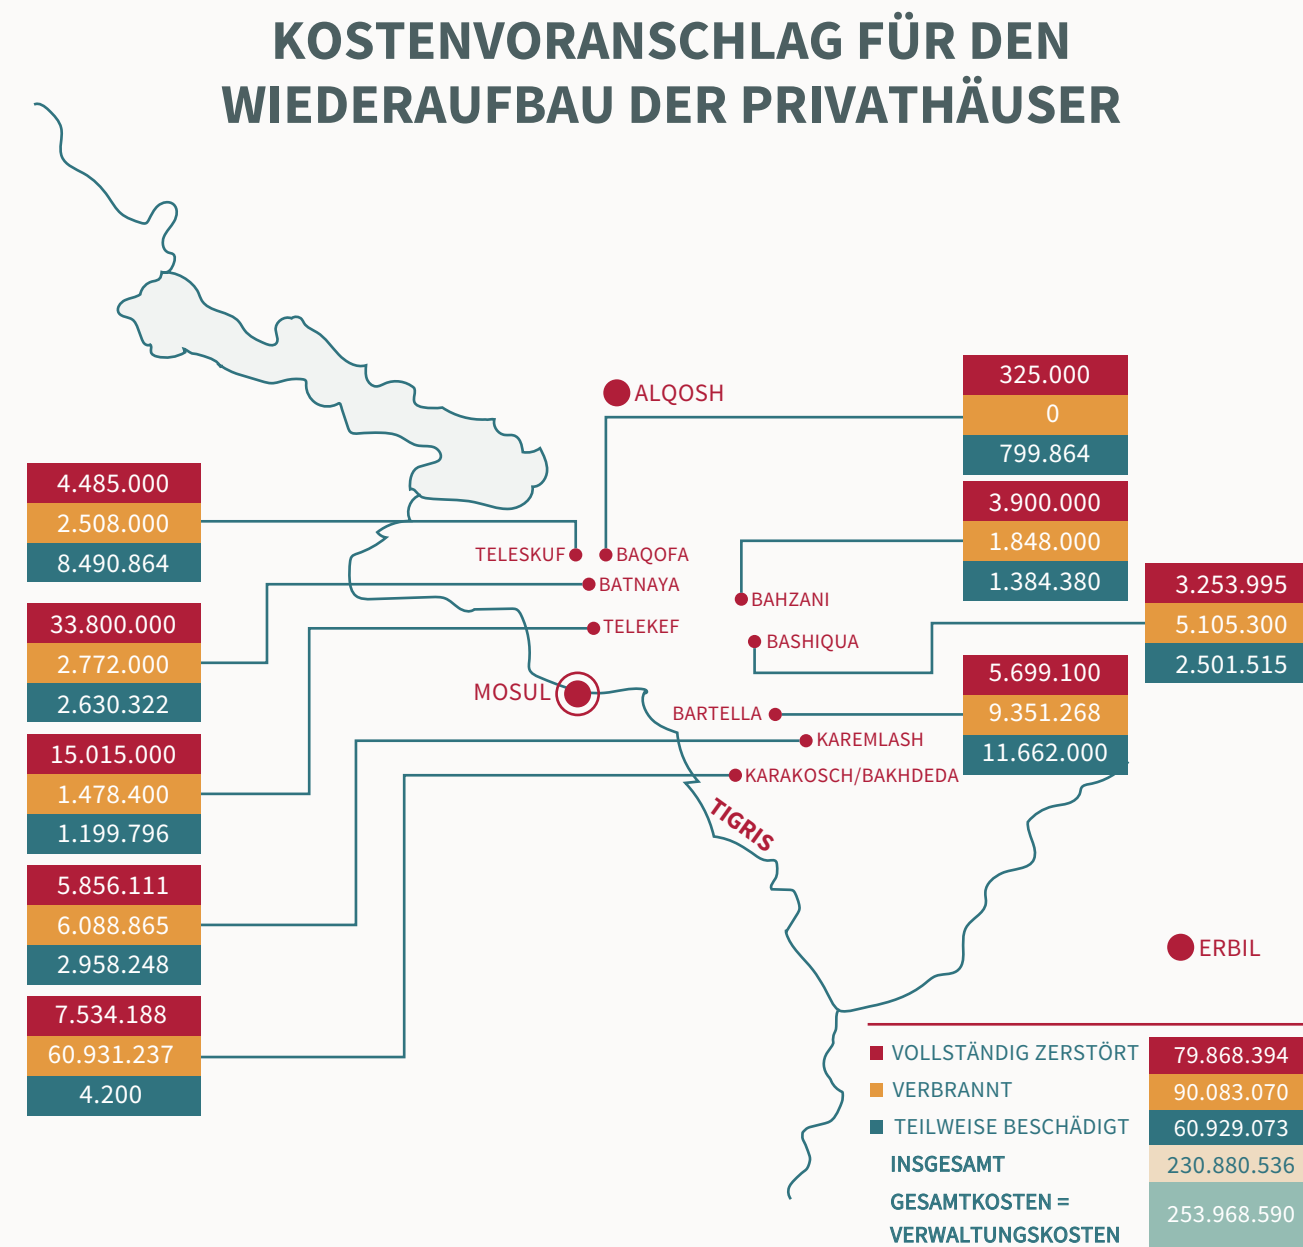 KOSTENVORANSCHLAG FÜR DEN
WIEDERAUFBAU DER PRIVATHÄUSER
ALQOSH
325.000
0
799.864
4.485.000
2.508.000
8.490.864
3.900.000
1.848.000
1.384.380
TELESKUF
BAQOFA
BATNAYA
BAHZANI
3.253.995
5.105.300
2.501.515
33.800.000
2.772.000
2.630.322
TELEKEF
BASHIQUA
5.699.100
9.351.268
11.662.000
MOSUL
BARTELLA
KAREMLASH
KARAKOSCH/BAKHDEDA
15.015.000
1.478.400
1.199.796
TIGRIS
5.856.111
6.088.865
2.958.248
ERBIL
7.534.188
60.931.237
4.200
VOLLSTÄNDIG ZERSTÖRT 79.868.394
VERBRANNT 90.083.070
TEILWEISE BESCHÄDIGT 60.929.073
INSGESAMT 230.880.536
GESAMTKOSTEN =
VERWALTUNGSKOSTEN
253.968.590